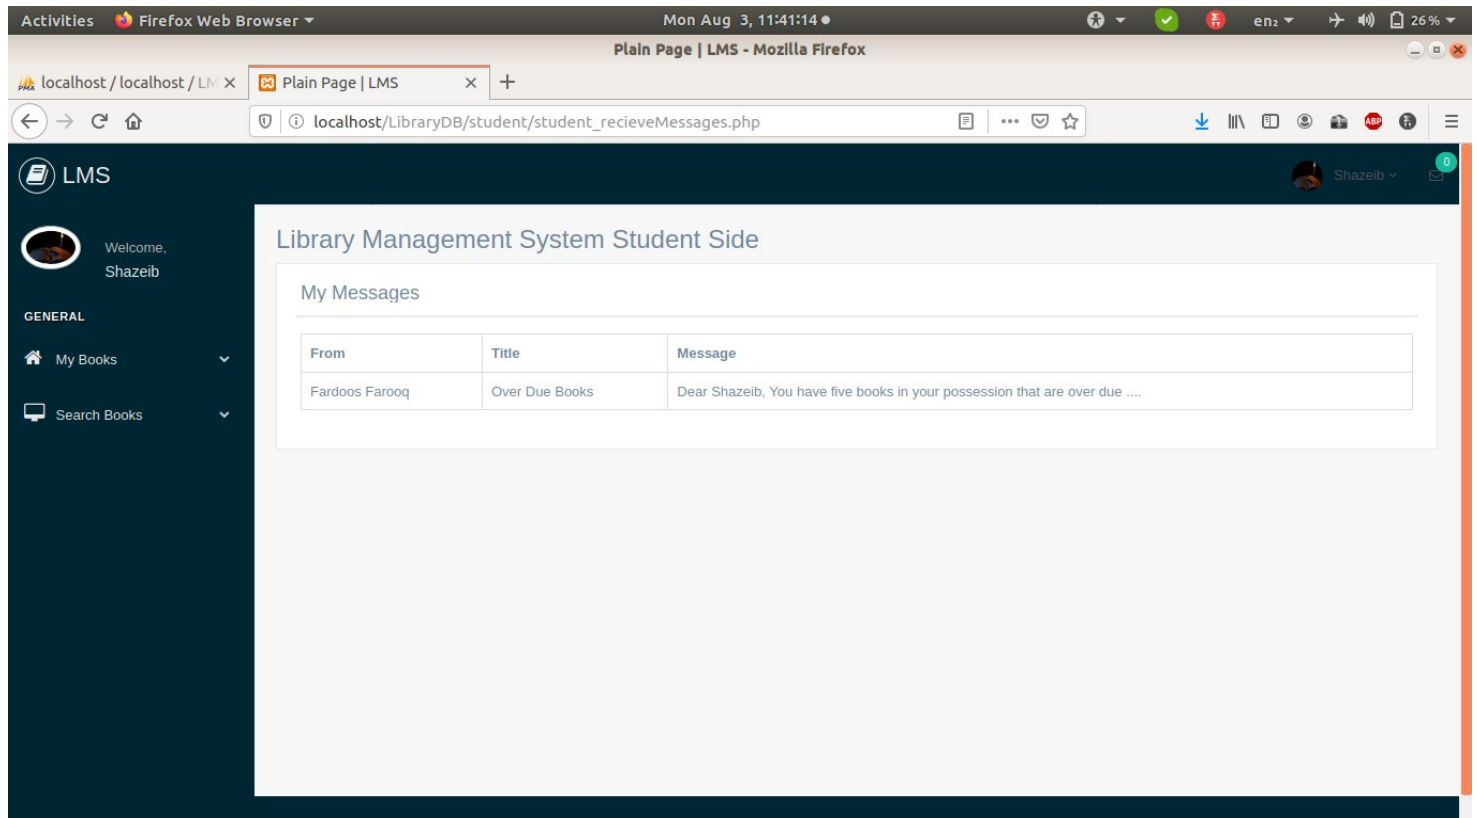 Activities Firefox Web Browser Mon Aug 3, 11:41:14 en₂ 26%
Plain Page | LMS - Mozilla Firefox
localhost / localhost / LM Plain Page | LMS
localhost/LibraryDB/student/student_recieveMessages.php ABP
LMS Shazeib 0
Welcome,
Shazeib
GENERAL
My Books
Search Books
Library Management System Student Side
My Messages
From Title Message
Fardoos Farooq Over Due Books Dear Shazeib, You have five books in your possession that are over due ....